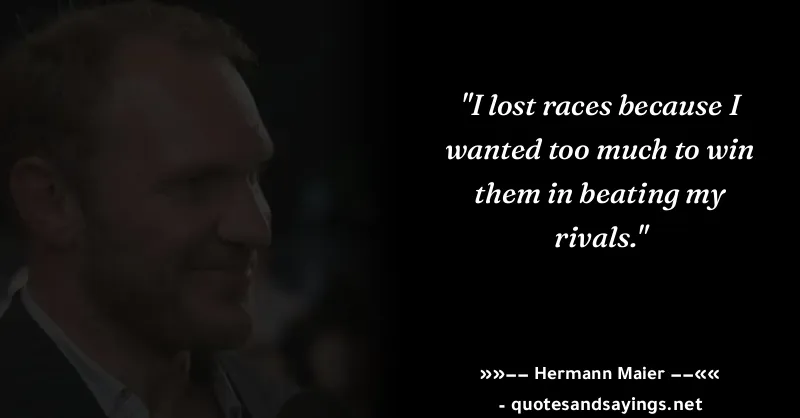 "I lost races because I
wanted too much to win
them in beating my
rivals."
»»–– Hermann Maier ––««
- quotesandsayings.net